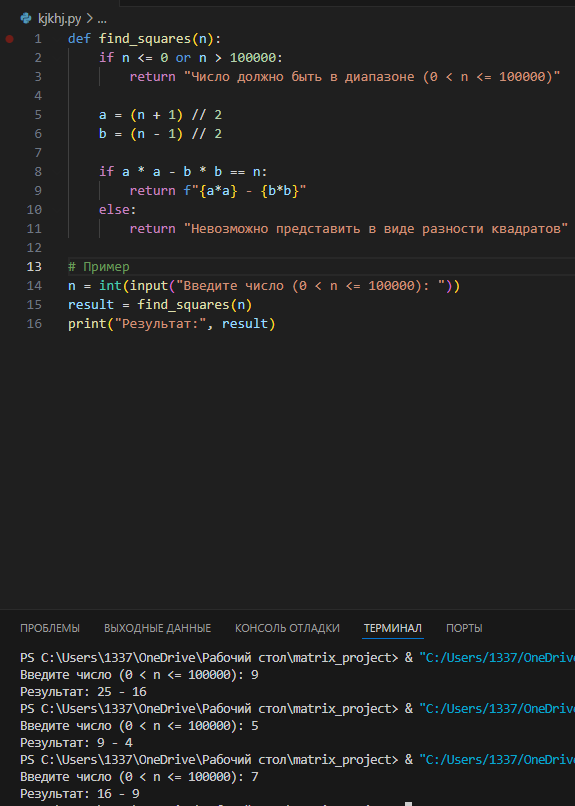 kjkhj.py > ...
1 def find_squares(n):
2 if n <= 0 or n > 100000:
3 return "Число должно быть в диапазоне (0 < n <= 100000)"
4
5 a = (n + 1) // 2
6 b = (n - 1) // 2
7
8 if a * a - b * b == n:
9 return f"{a*a} - {b*b}"
10 else:
11 return "Невозможно представить в виде разности квадратов"
12
13 # Пример
14 n = int(input("Введите число (0 < n <= 100000): "))
15 result = find_squares(n)
16 print("Результат:", result)
ПРОБЛЕМЫ ВЫХОДНЫЕ ДАННЫЕ КОНСОЛЬ ОТЛАДКИ ТЕРМИНАЛ ПОРТЫ
PS C:\Users\1337\OneDrive\Рабочий стол\matrix_project> & "C:/Users/1337/OneDrive
Введите число (0 < n <= 100000): 9
Результат: 25 - 16
PS C:\Users\1337\OneDrive\Рабочий стол\matrix_project> & "C:/Users/1337/OneDrive
Введите число (0 < n <= 100000): 5
Результат: 9 - 4
PS C:\Users\1337\OneDrive\Рабочий стол\matrix_project> & "C:/Users/1337/OneDrive
Введите число (0 < n <= 100000): 7
Результат: 16 - 9